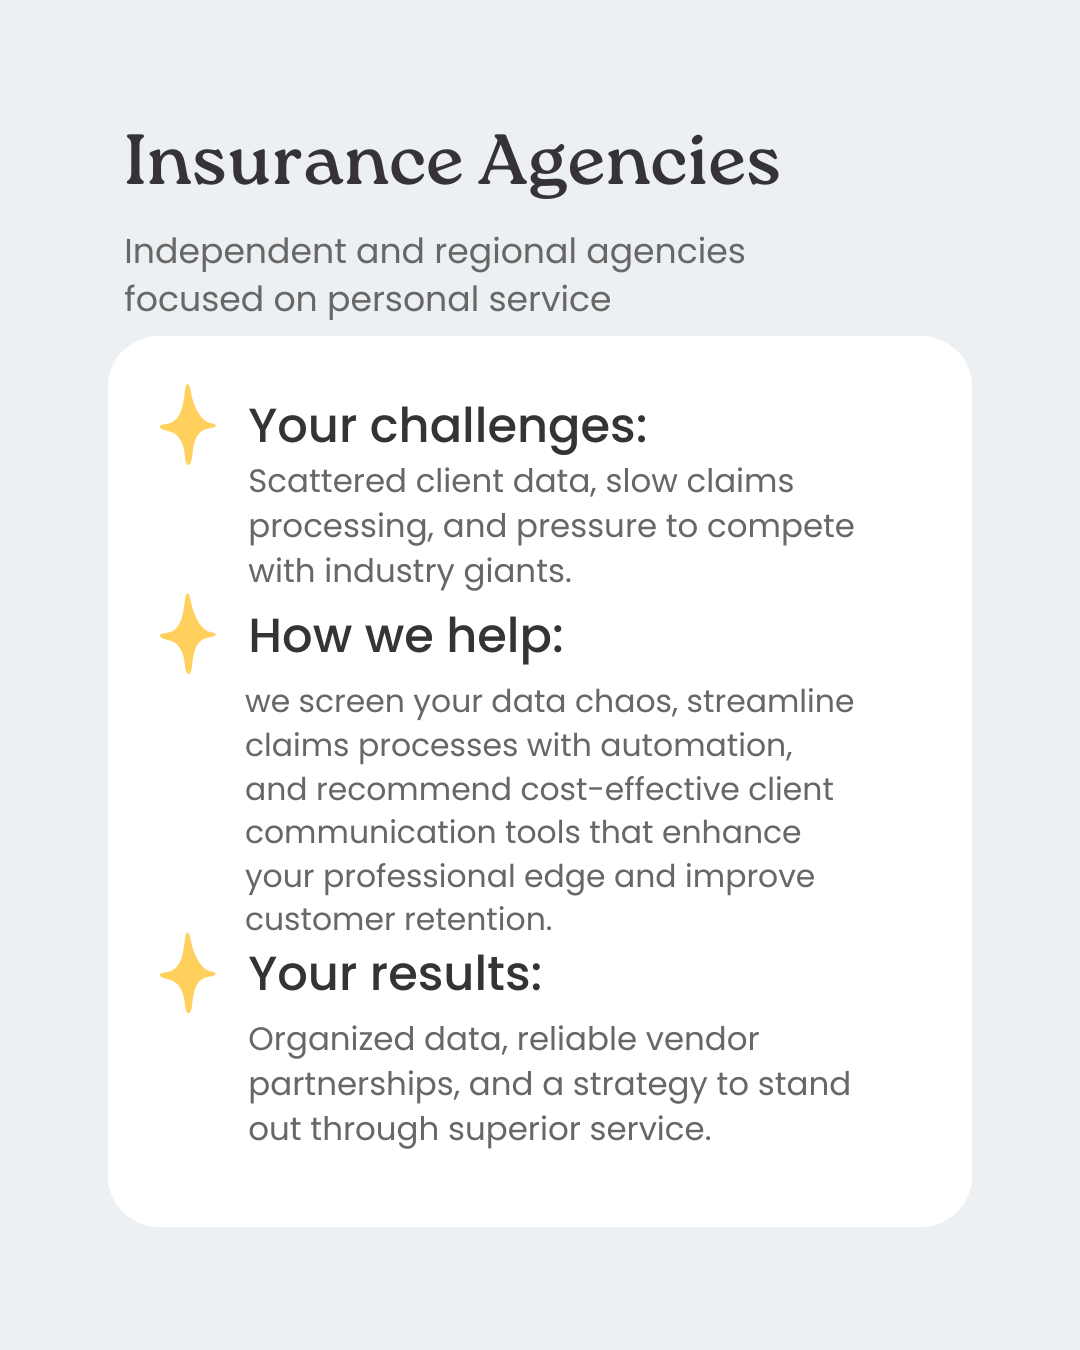 Insurance Agencies
Independent and regional agencies
focused on personal service
Your challenges:
Scattered client data, slow claims
processing, and pressure to compete
with industry giants.
How we help:
we screen your data chaos, streamline
claims processes with automation,
and recommend cost-effective client
communication tools that enhance
your professional edge and improve
customer retention.
Your results:
Organized data, reliable vendor
partnerships, and a strategy to stand
out through superior service.